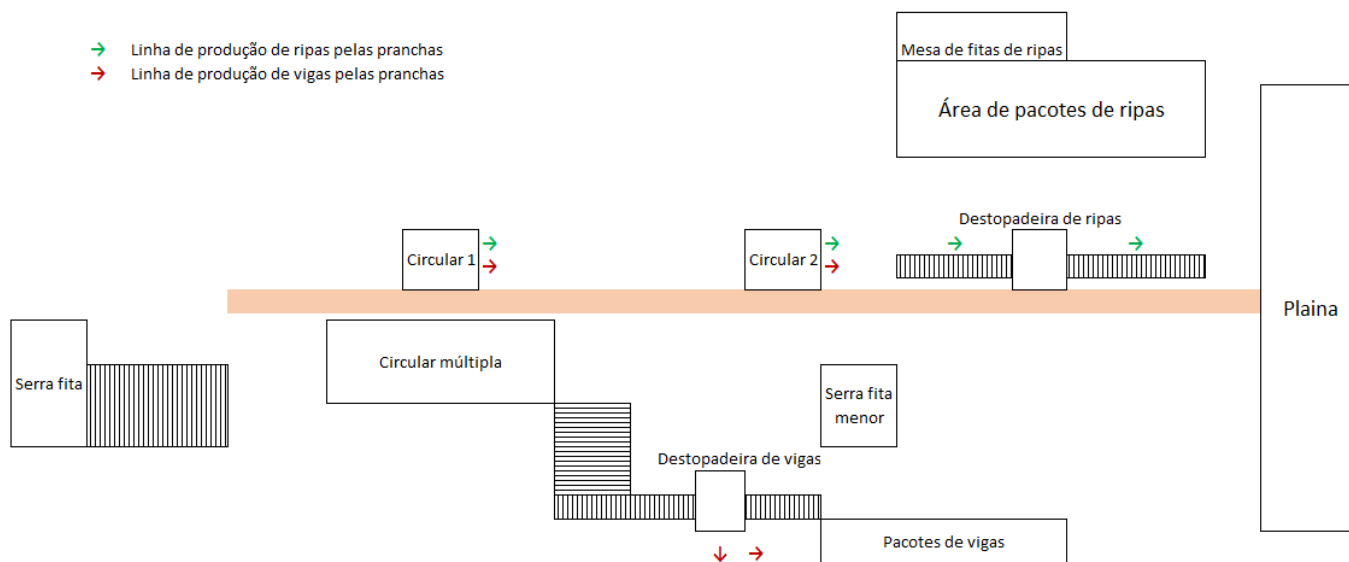 Linha de produção de ripas pelas pranchas
Linha de produção de vigas pelas pranchas
Mesa de fitas de ripas
Área de pacotes de ripas
Destopadeira de ripas
Circular 1
Circular 2
Plaina
Serra fita
Circular múltipla
Serra fita
menor
Destopadeira de vigas
Pacotes de vigas